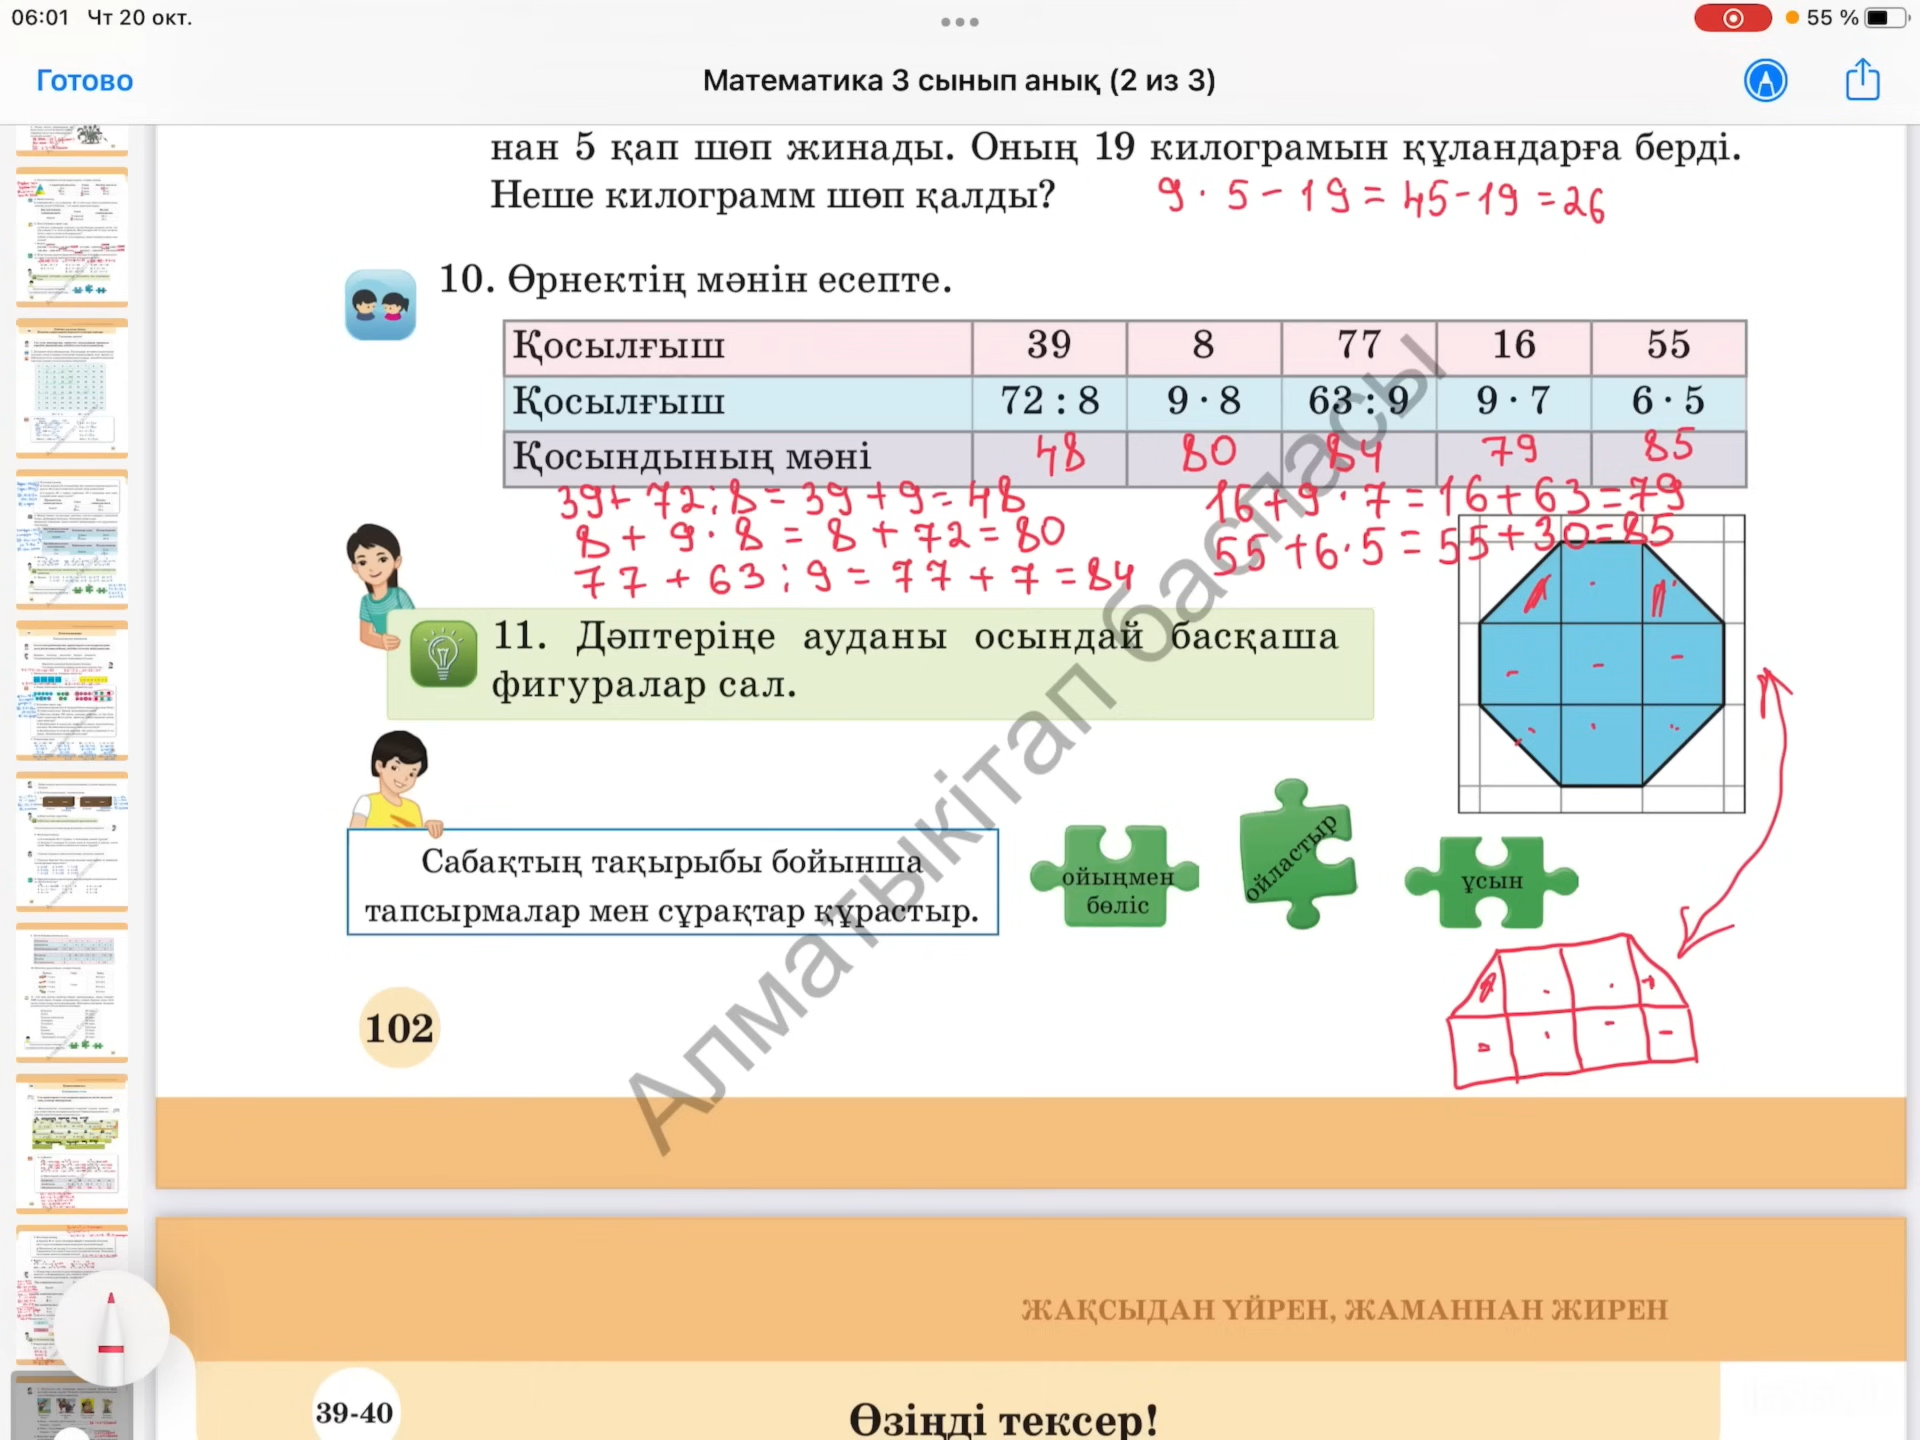 06:01 Чт 20 окт.
55 %
Готово
Математика 3 сынып анық (2 из 3)
нан 5 қап шөп жинады. Оның 19 килограмын құландарға берді.
Неше килограмм шөп қалды? 9 · 5 - 19 = 45 - 19 = 26
10. Өрнектің мәнін есепте.
Қосылғыш 39 8 77 16 55
Қосылғыш 72 : 8 9 · 8 63 : 9 9 · 7 6 · 5
Қосындының мәні 48 80 84 79 85
39 + 72 : 8 = 39 + 9 = 48
8 + 9 · 8 = 8 + 72 = 80
77 + 63 : 9 = 77 + 7 = 84
16 + 9 · 7 = 16 + 63 = 79
55 + 6 · 5 = 55 + 30 = 85
11. Дәптеріңе ауданы осындай басқаша
фигуралар сал.
Сабақтың тақырыбы бойынша
тапсырмалар мен сұрақтар құрастыр.
ойыңмен
бөліс
ойластыр
ұсын
Алматыкітап баспасы
102
ЖАҚСЫДАН ҮЙРЕН, ЖАМАННАН ЖИРЕН
39-40
Өзіңді тексер!